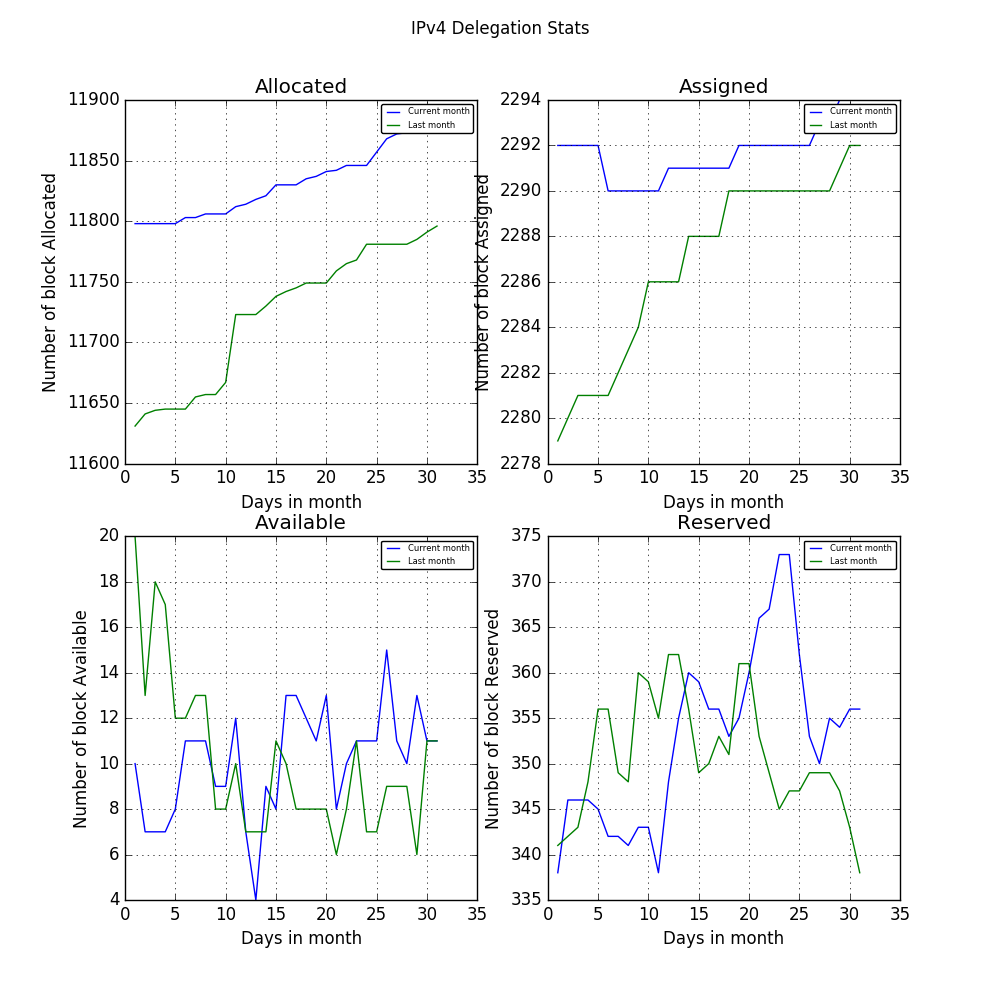 IPv4 Delegation Stats
Allocated
Number of block Allocated
11900
11850
11800
11750
11700
11650
11600
Current month
Last month
0 5 10 15 20 25 30 35
Days in month
Assigned
Number of block Assigned
2294
2292
2290
2288
2286
2284
2282
2280
2278
Current month
Last month
0 5 10 15 20 25 30 35
Days in month
Available
Number of block Available
20
18
16
14
12
10
8
6
4
Current month
Last month
0 5 10 15 20 25 30 35
Days in month
Reserved
Number of block Reserved
375
370
365
360
355
350
345
340
335
Current month
Last month
0 5 10 15 20 25 30 35
Days in month